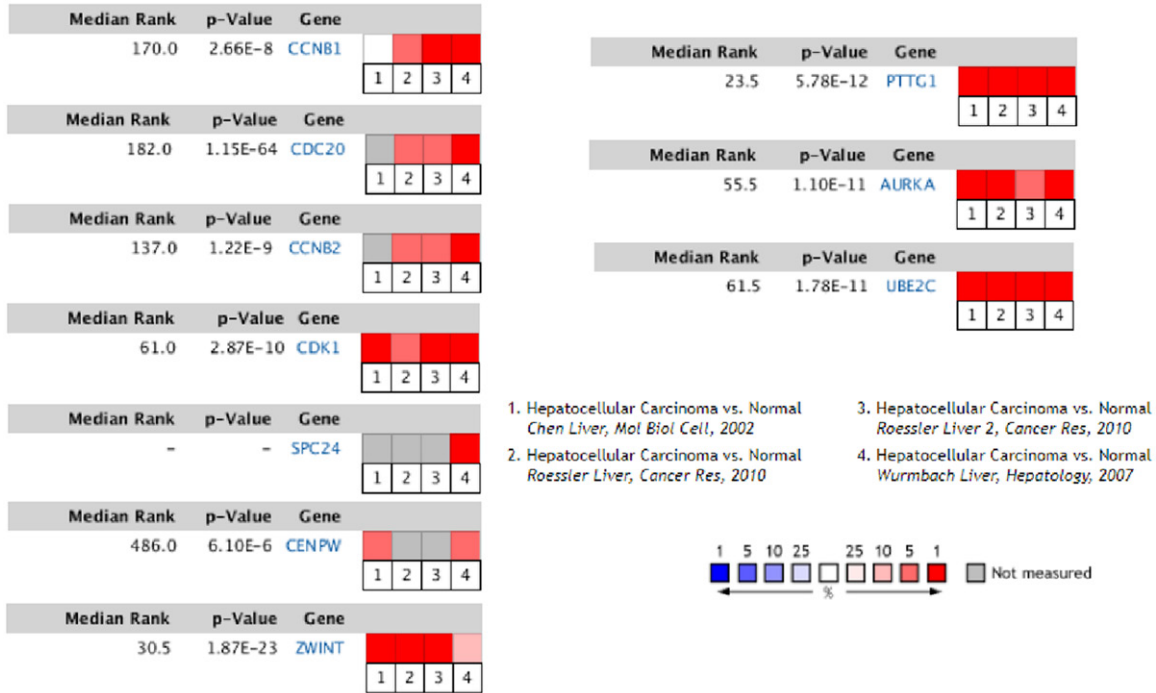 Median Rank p-Value Gene
170.0 2.66E-8 CCNB1
1 2 3 4
Median Rank p-Value Gene
182.0 1.15E-64 CDC20
1 2 3 4
Median Rank p-Value Gene
137.0 1.22E-9 CCNB2
1 2 3 4
Median Rank p-Value Gene
61.0 2.87E-10 CDK1
1 2 3 4
Median Rank p-Value Gene
- - SPC24
1 2 3 4
Median Rank p-Value Gene
486.0 6.10E-6 CENPW
1 2 3 4
Median Rank p-Value Gene
30.5 1.87E-23 ZWINT
1 2 3 4
Median Rank p-Value Gene
23.5 5.78E-12 PTTG1
1 2 3 4
Median Rank p-Value Gene
55.5 1.10E-11 AURKA
1 2 3 4
Median Rank p-Value Gene
61.5 1.78E-11 UBE2C
1 2 3 4
1. Hepatocellular Carcinoma vs. Normal
Chen Liver, Mol Biol Cell, 2002
2. Hepatocellular Carcinoma vs. Normal
Roessler Liver, Cancer Res, 2010
3. Hepatocellular Carcinoma vs. Normal
Roessler Liver 2, Cancer Res, 2010
4. Hepatocellular Carcinoma vs. Normal
Wurmbach Liver, Hepatology, 2007
1 5 10 25 25 10 5 1
Not measured
%